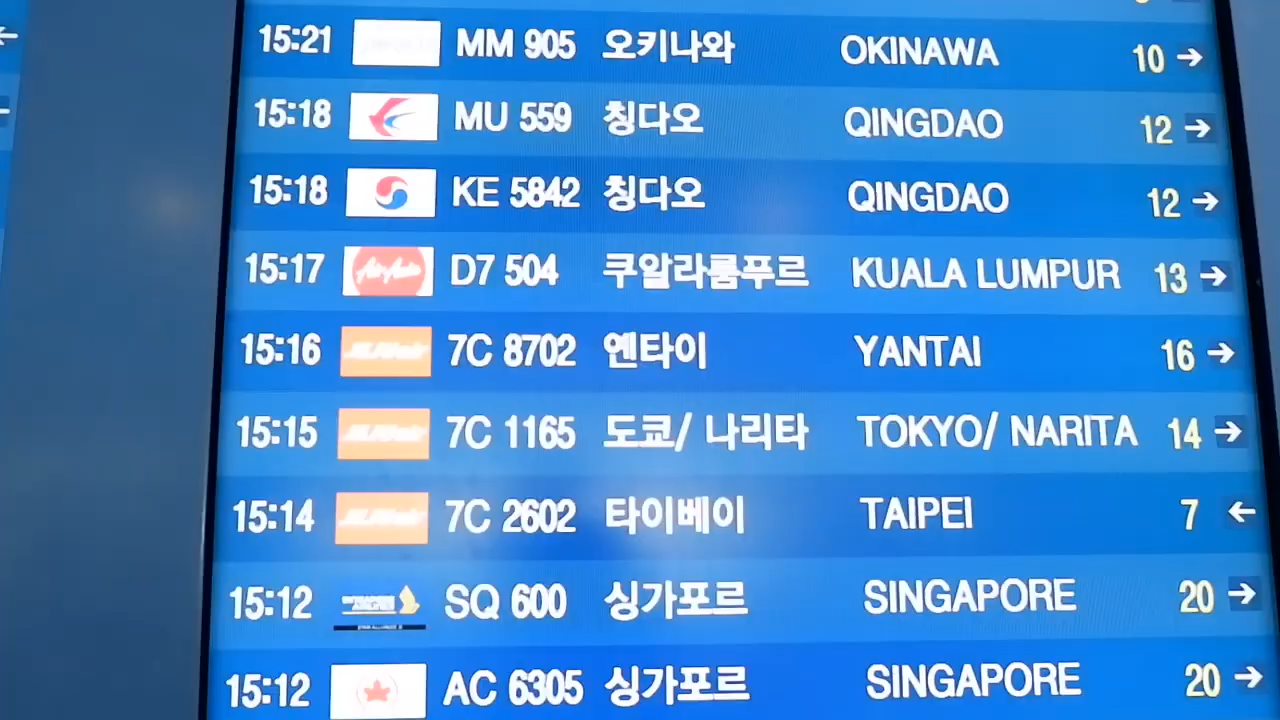 15:21 MM 905 오키나와 OKINAWA 10 →
15:18 MU 559 칭다오 QINGDAO 12 →
15:18 KE 5842 칭다오 QINGDAO 12 →
15:17 AirAsia D7 504 쿠알라룸푸르 KUALA LUMPUR 13 →
15:16 7C 8702 옌타이 YANTAI 16 →
15:15 7C 1165 도쿄/ 나리타 TOKYO/ NARITA 14 →
15:14 7C 2602 타이베이 TAIPEI 7 ←
15:12 SINGAPORE AIRLINES SQ 600 싱가포르 SINGAPORE 20 →
15:12 AC 6305 싱가포르 SINGAPORE 20 →